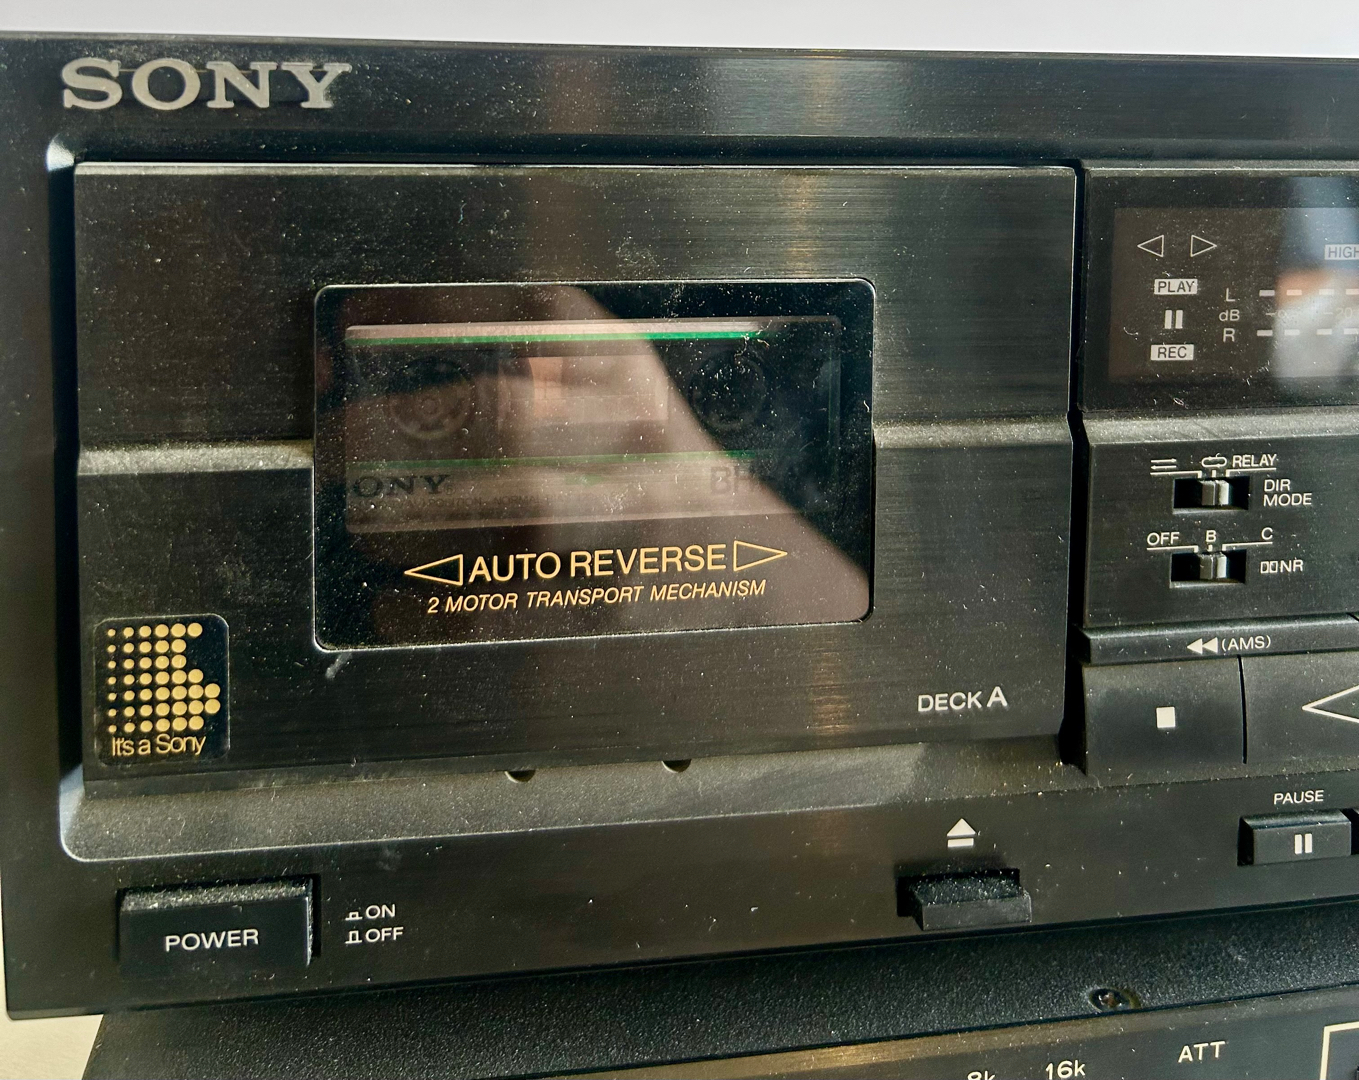 SONY
HIGH
PLAY
L
dB
R
REC
RELAY
DIR
MODE
OFF B C
NR
ONY
AUTO REVERSE
2 MOTOR TRANSPORT MECHANISM
It's a Sony
DECK A
(AMS)
PAUSE
POWER
ON
OFF
8k 16k ATT